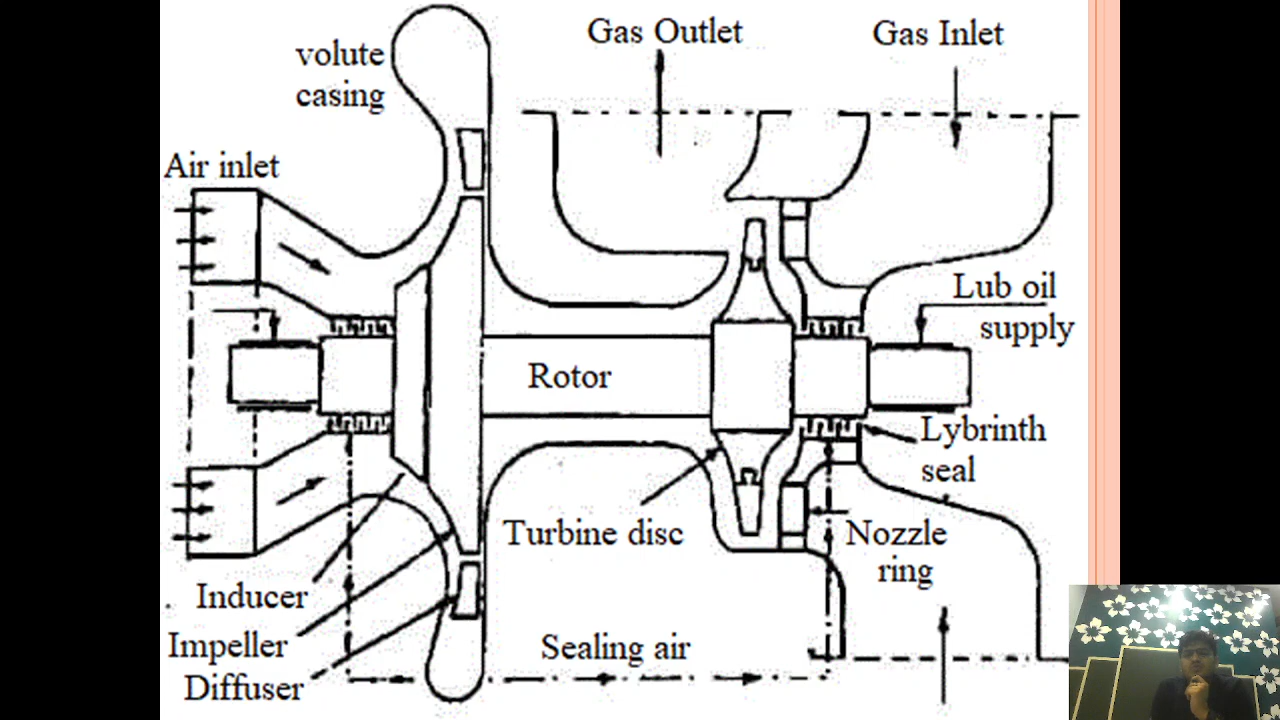 Gas Outlet
Gas Inlet
volute
casing
Air inlet
Lub oil
supply
Rotor
Lybrinth
seal
Turbine disc
Nozzle
ring
Inducer
Impeller
Diffuser
Sealing air